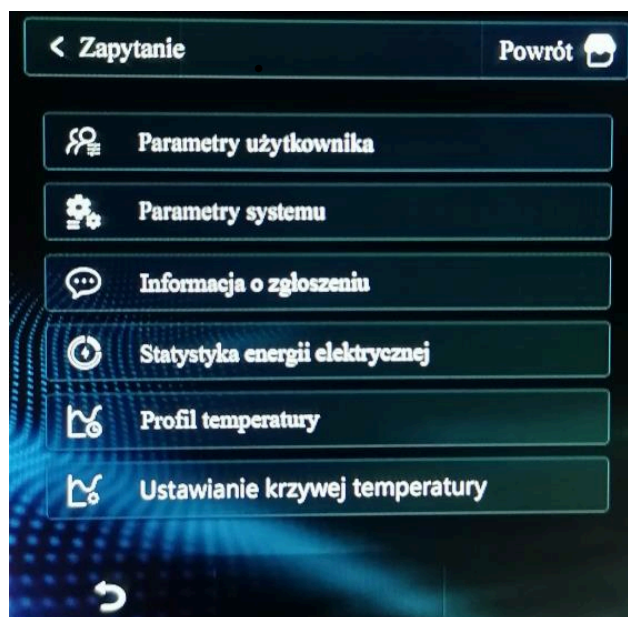 Zapytanie
Powrót
Parametry użytkownika
Parametry systemu
Informacja o zgłoszeniu
Statystyka energii elektrycznej
Profil temperatury
Ustawianie krzywej temperatury